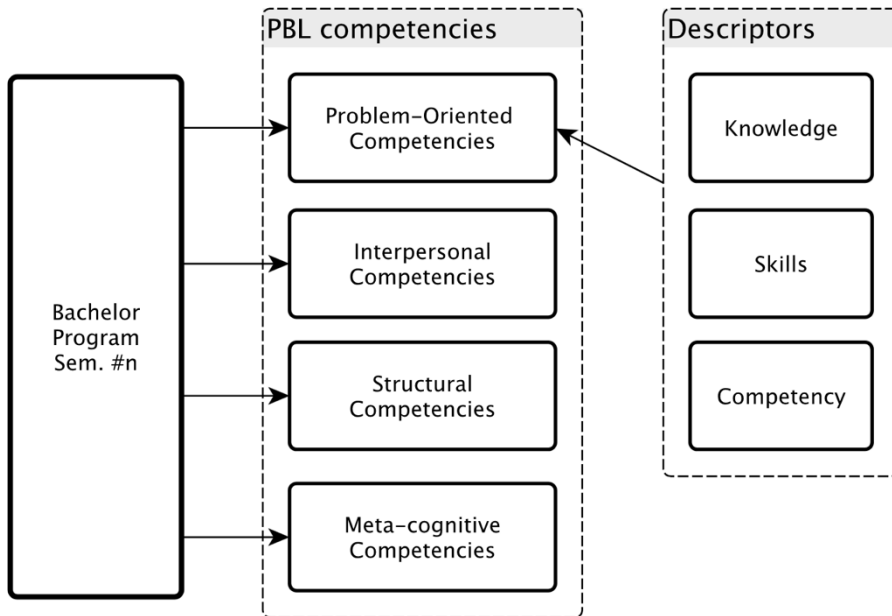 PBL competencies
Descriptors
Bachelor
Program
Sem. #n
Problem-Oriented
Competencies
Interpersonal
Competencies
Structural
Competencies
Meta-cognitive
Competencies
Knowledge
Skills
Competency